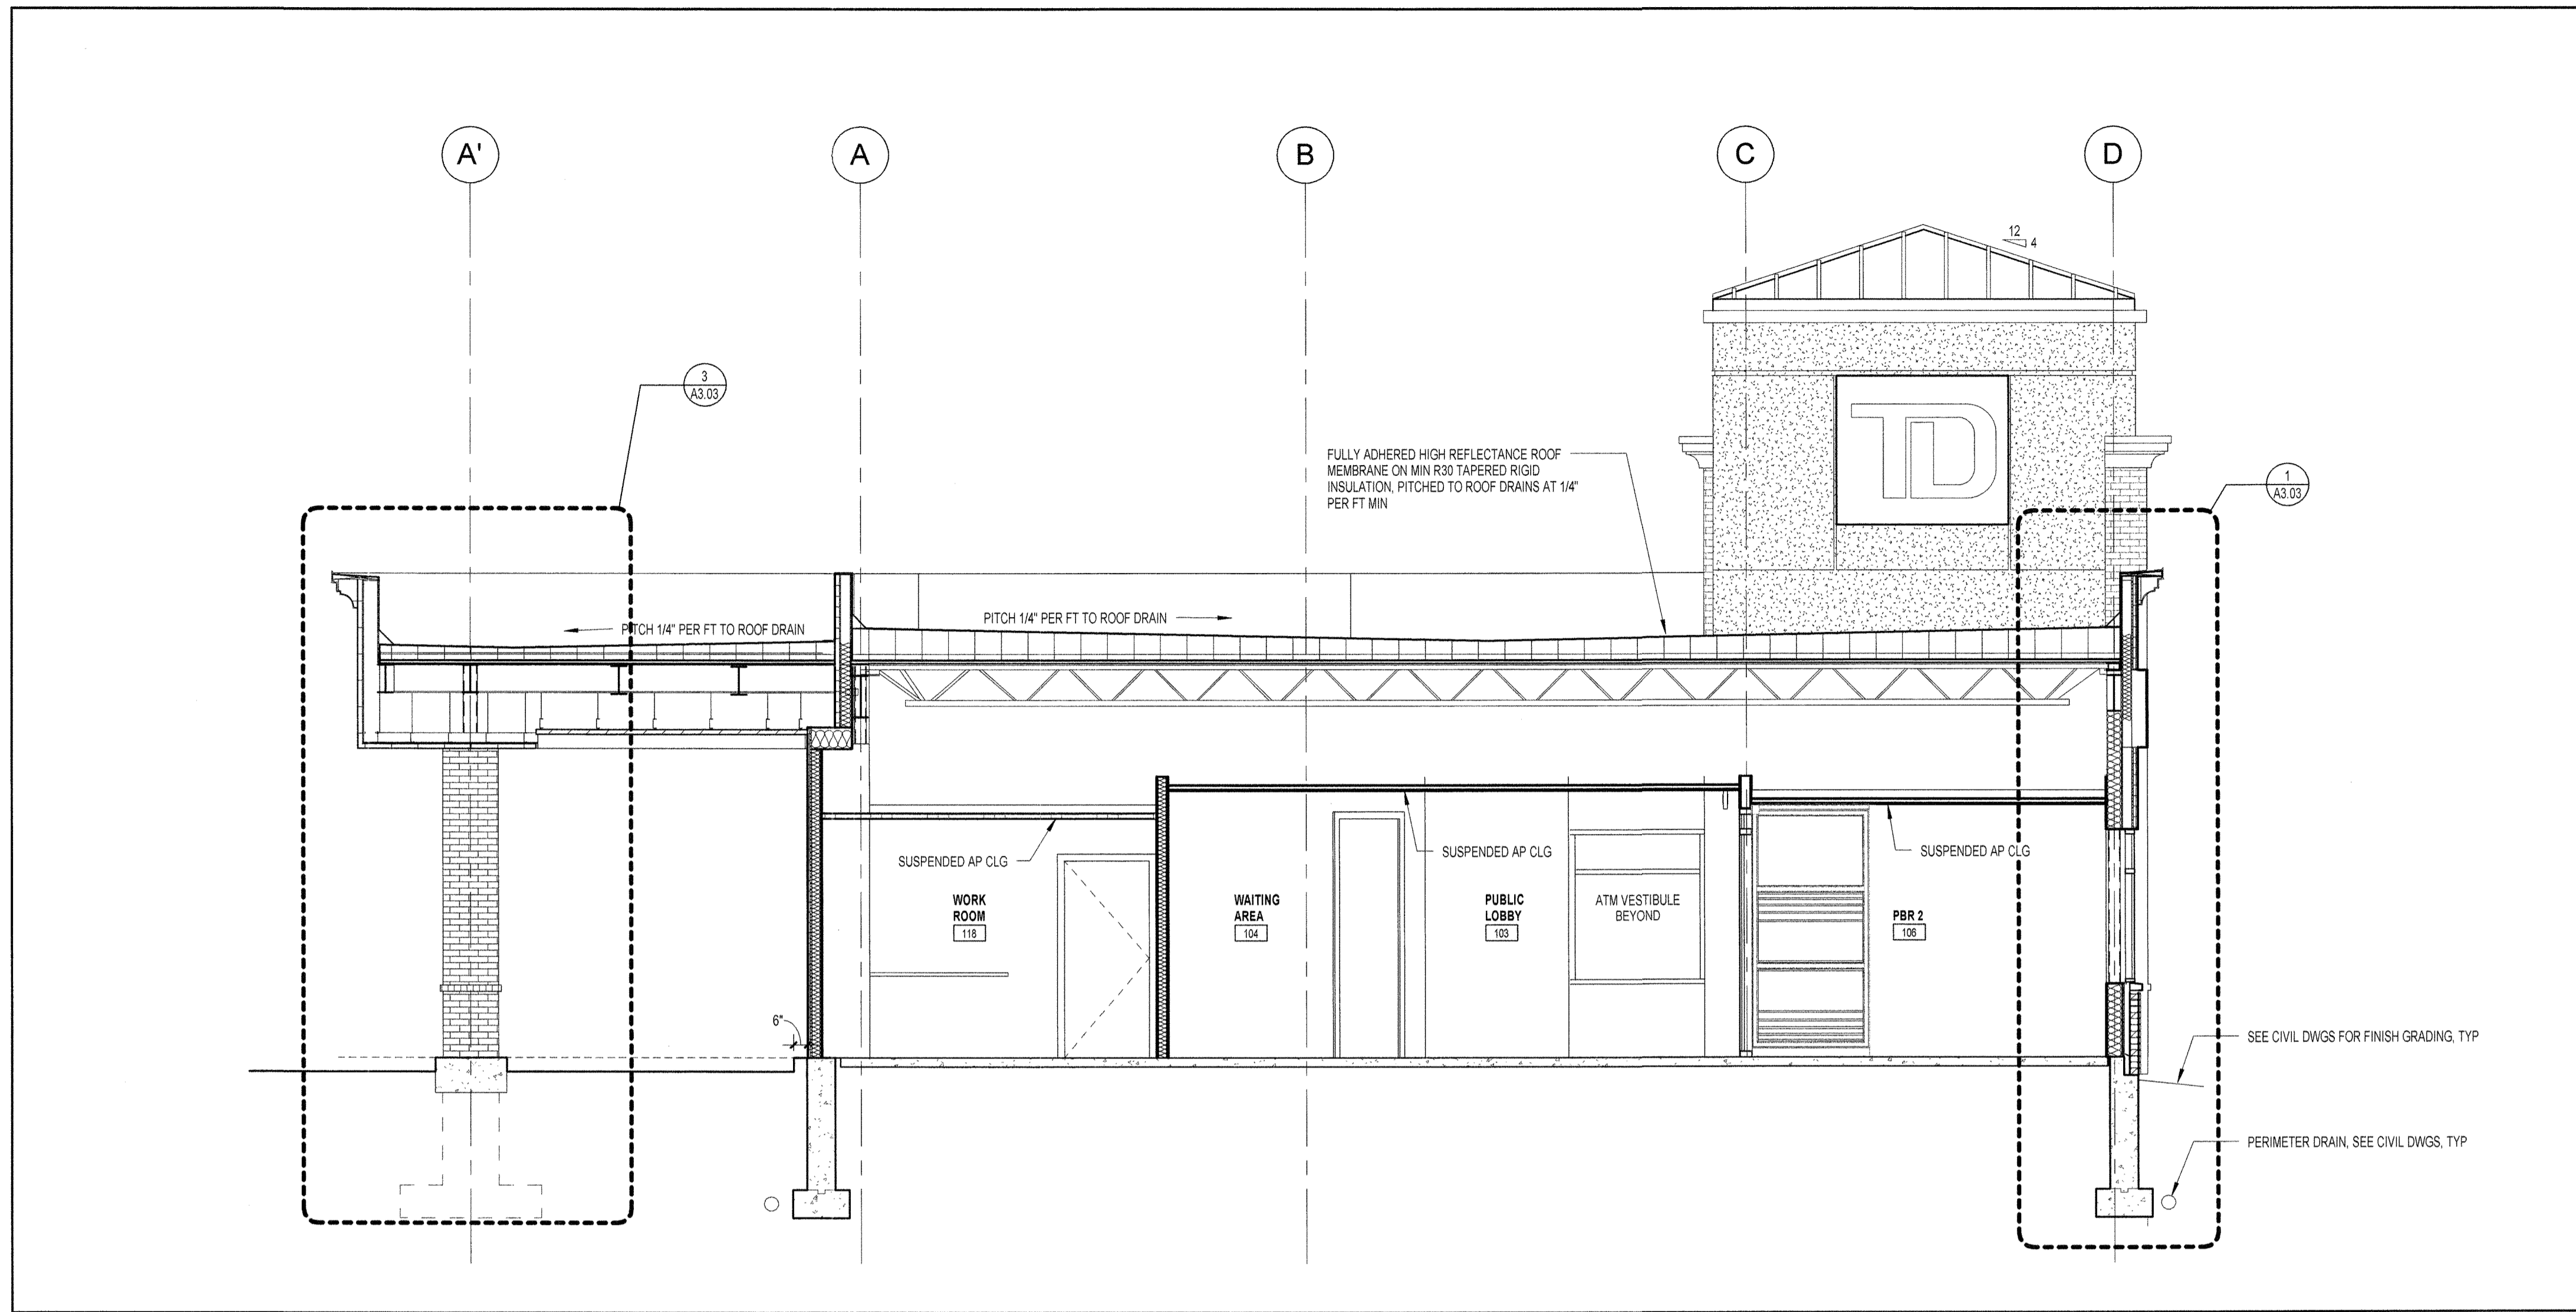 A'
A
B
C
D
12
4
3
A3.03
TD
FULLY ADHERED HIGH REFLECTANCE ROOF
MEMBRANE ON MIN R30 TAPERED RIGID
INSULATION, PITCHED TO ROOF DRAINS AT 1/4"
PER FT MIN
1
A3.03
PITCH 1/4" PER FT TO ROOF DRAIN
PITCH 1/4" PER FT TO ROOF DRAIN
SUSPENDED AP CLG
SUSPENDED AP CLG
SUSPENDED AP CLG
WORK
ROOM
118
WAITING
AREA
104
PUBLIC
LOBBY
103
ATM VESTIBULE
BEYOND
PBR 2
106
6"
SEE CIVIL DWGS FOR FINISH GRADING, TYP
PERIMETER DRAIN, SEE CIVIL DWGS, TYP